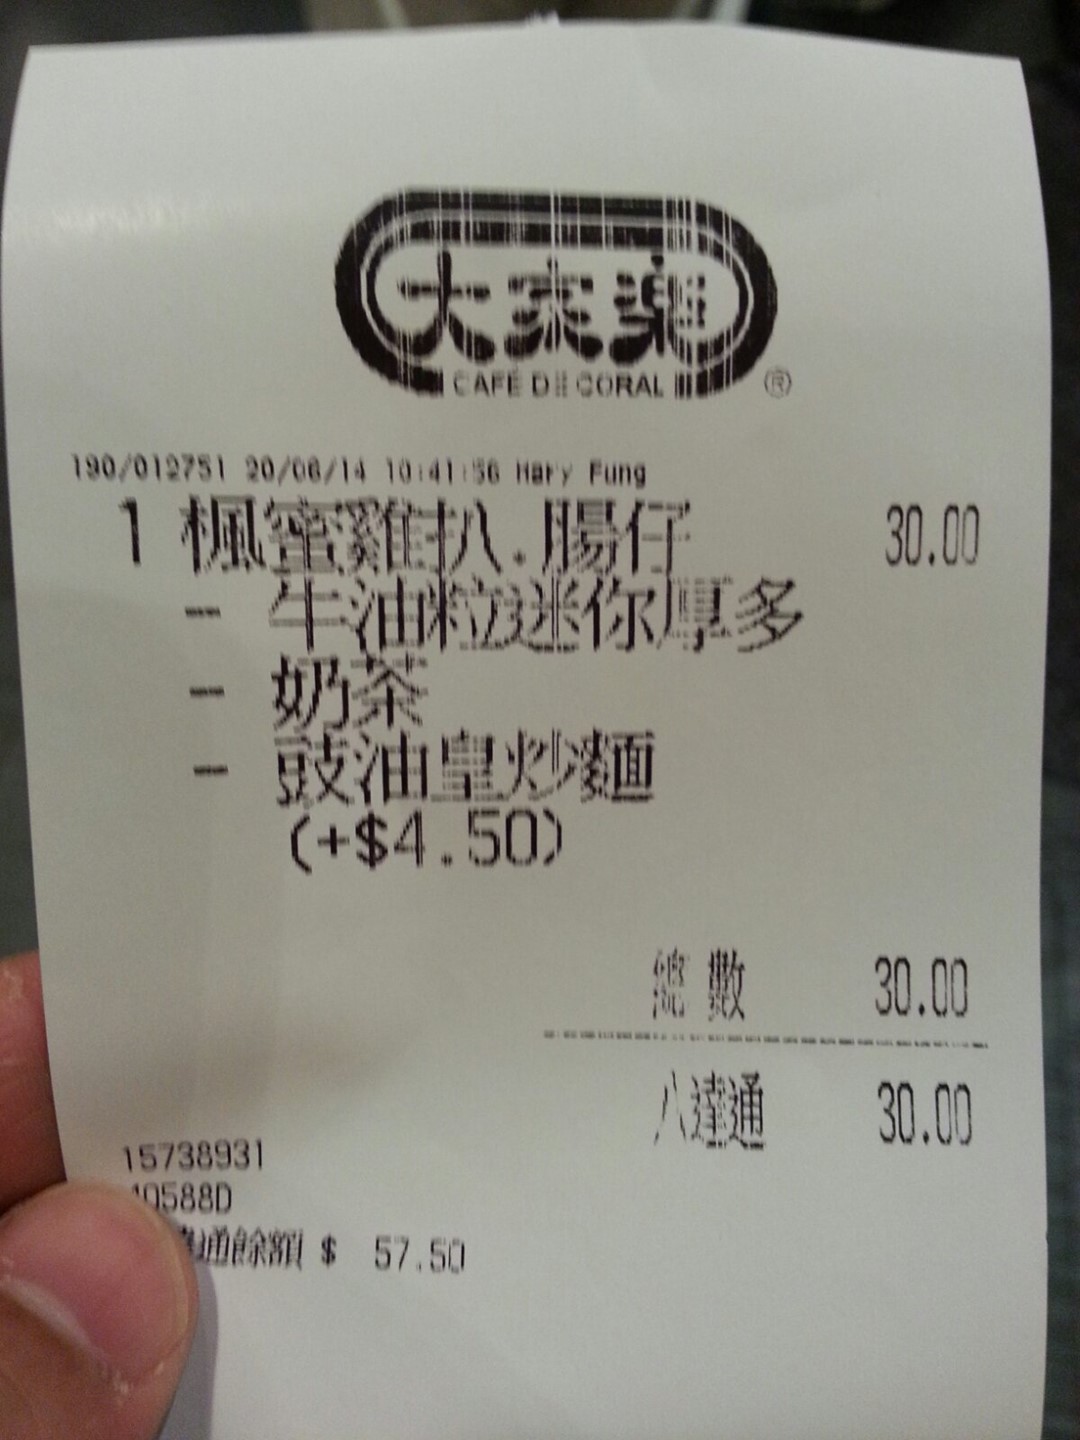 大家樂
CAFÉ DE CORAL ®
190/012751 20/06/14 10:41:56 Mary Fung
1 楓蜜雞扒.腸仔 30.00
- 牛油粒迷你厚多
- 奶茶
- 豉油皇炒麵
(+$4.50)
總數 30.00
八達通 30.00
15738931
0588D
通餘額 $ 57.50